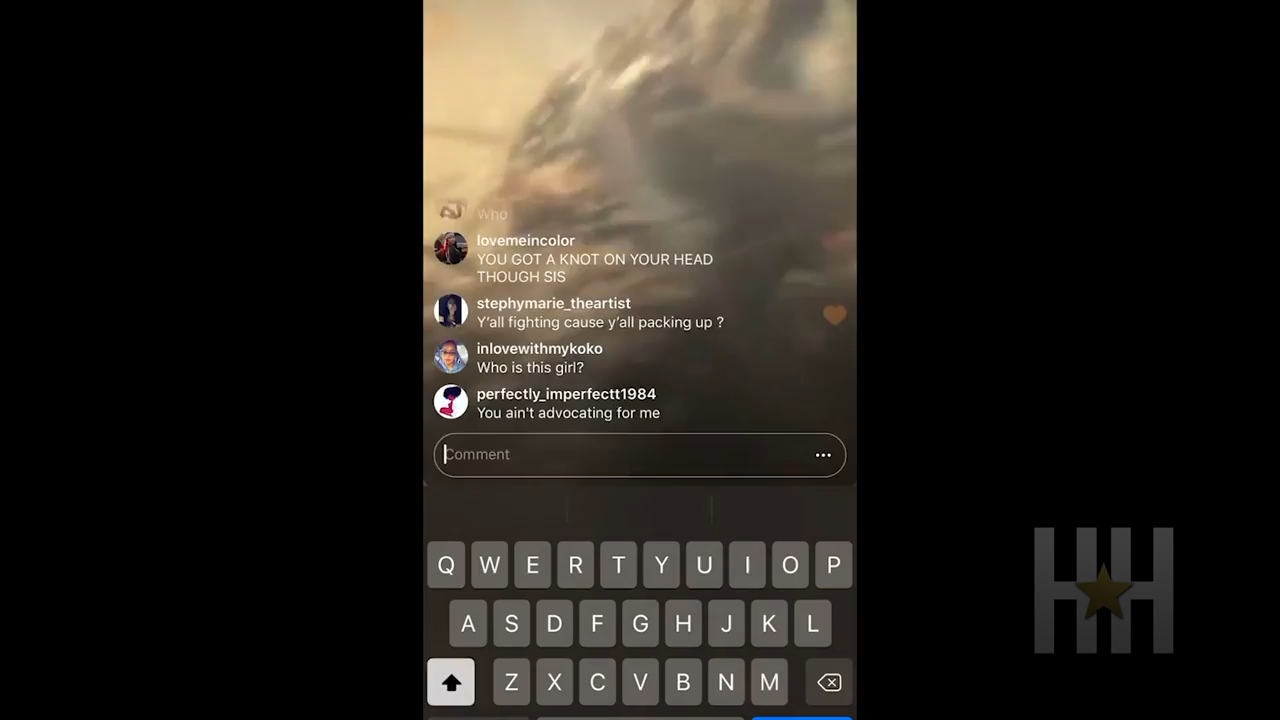 Who
lovemeincolor
YOU GOT A KNOT ON YOUR HEAD
THOUGH SIS
stephymarie_theartist
Y'all fighting cause y'all packing up ?
inlovewithmykoko
Who is this girl?
perfectly_imperfectt1984
You ain't advocating for me
Comment
Q W E R T Y U I O P
A S D F G H J K L
Z X C V B N M
HH